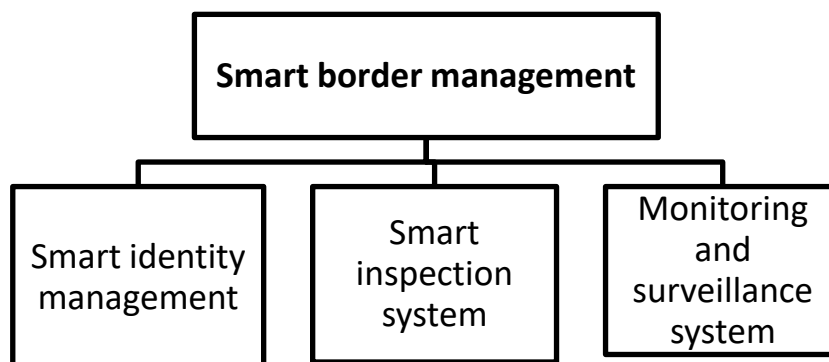 Smart border management
Smart identity
management
Smart
inspection
system
Monitoring
and
surveillance
system